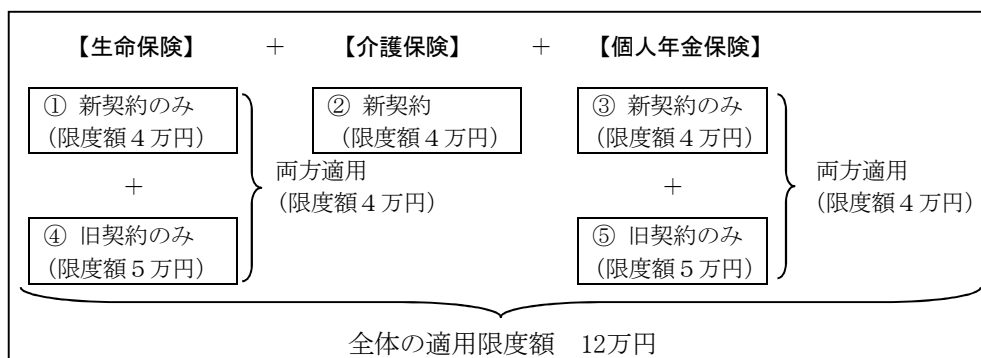 【生命保険】 ＋ 【介護保険】 ＋ 【個人年金保険】
① 新契約のみ
（限度額４万円）
＋
④ 旧契約のみ
（限度額５万円）
両方適用
（限度額４万円）
② 新契約
（限度額４万円）
③ 新契約のみ
（限度額４万円）
＋
⑤ 旧契約のみ
（限度額５万円）
両方適用
（限度額４万円）
全体の適用限度額　12万円